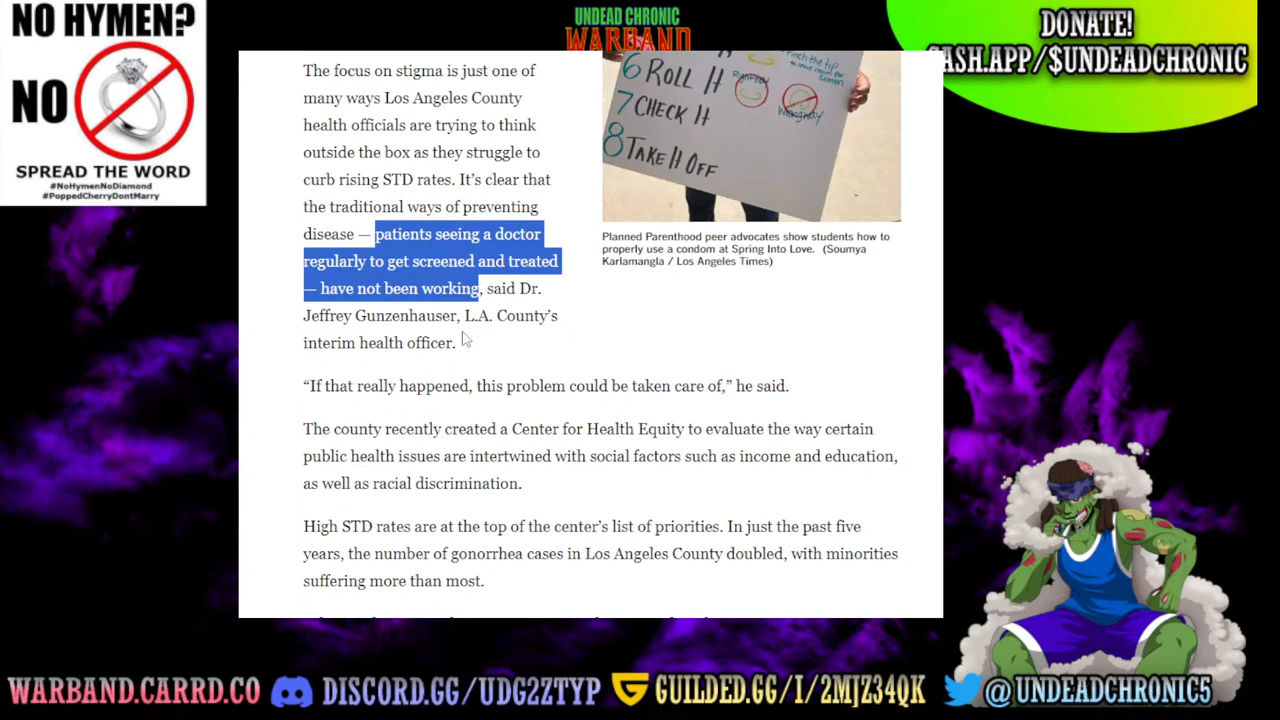 NO HYMEN?
NO
SPREAD THE WORD
#NoHymenNoDiamond
#PoppedCherryDontMarry
UNDEAD CHRONIC
WARBAND
DONATE!
CASH.APP/$UNDEADCHRONIC
The focus on stigma is just one of
many ways Los Angeles County
health officials are trying to think
outside the box as they struggle to
curb rising STD rates. It’s clear that
the traditional ways of preventing
disease — patients seeing a doctor
regularly to get screened and treated
— have not been working, said Dr.
Jeffrey Gunzenhauser, L.A. County’s
interim health officer.
6 ROLL It
7 CHECK It
8 TAKE It OFF
Pinch the tip
Wrong way
Planned Parenthood peer advocates show students how to
properly use a condom at Spring Into Love. (Soumya
Karlamangla / Los Angeles Times)
“If that really happened, this problem could be taken care of,” he said.
The county recently created a Center for Health Equity to evaluate the way certain
public health issues are intertwined with social factors such as income and education,
as well as racial discrimination.
High STD rates are at the top of the center’s list of priorities. In just the past five
years, the number of gonorrhea cases in Los Angeles County doubled, with minorities
suffering more than most.
WARBAND.CARRD.CO
DISCORD.GG/UDG2ZTYP
GUILDED.GG/I/2MJZ34QK
@UNDEADCHRONIC5